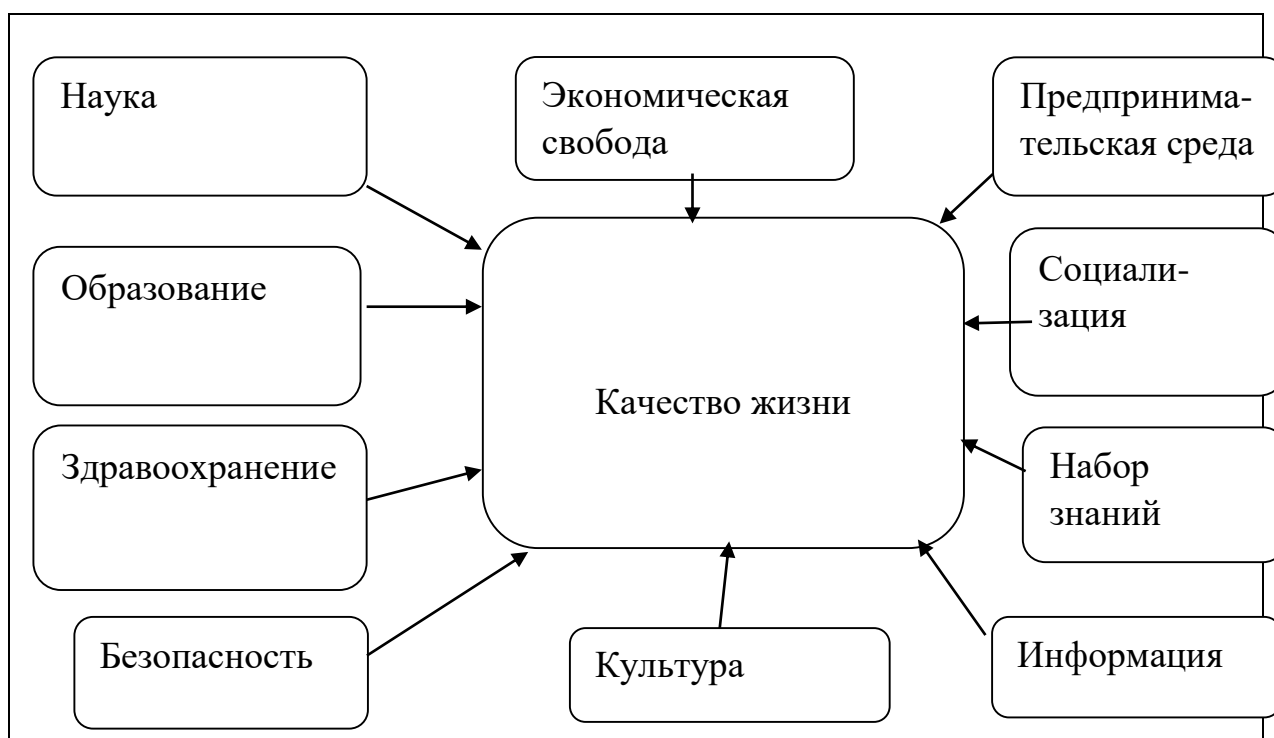 Наука
Экономическая
свобода
Предпринима-
тельская среда
Образование
Социали-
зация
Качество жизни
Здравоохранение
Набор
знаний
Безопасность
Культура
Информация